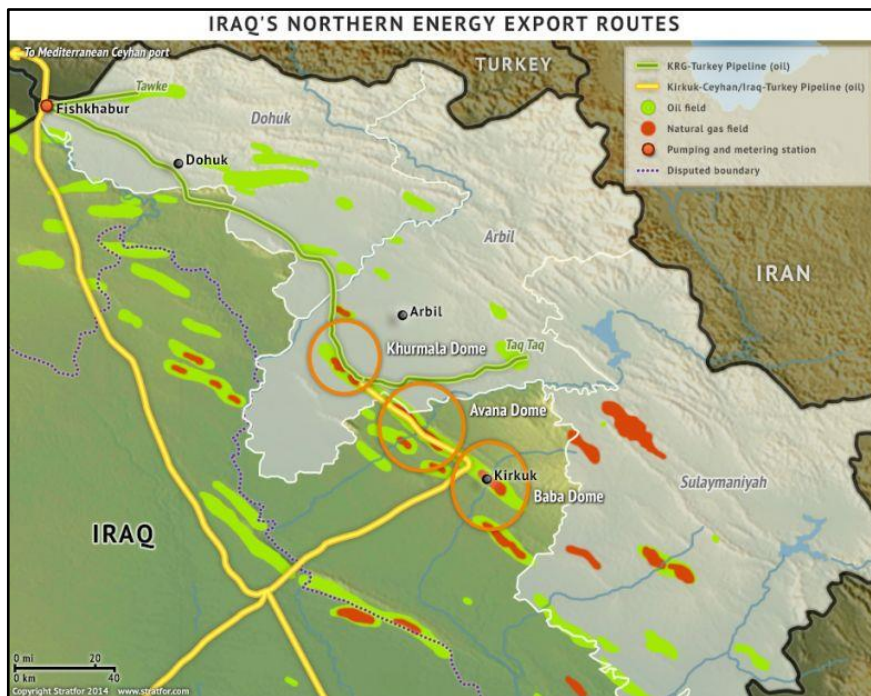 IRAQ'S NORTHERN ENERGY EXPORT ROUTES
To Mediterranean Ceyhan port
TURKEY
KRG-Turkey Pipeline (oil)
Kirkuk-Ceyhan/Iraq-Turkey Pipeline (oil)
Oil field
Natural gas field
Pumping and metering station
Disputed boundary
Tawke
Fishkhabur
Dohuk
Dohuk
Arbil
IRAN
Arbil
Khurmala Dome
Taq Taq
Avana Dome
Kirkuk
Baba Dome
Sulaymaniyah
IRAQ
0 mi 20
0 km 40
Copyright Stratfor 2014 www.stratfor.com